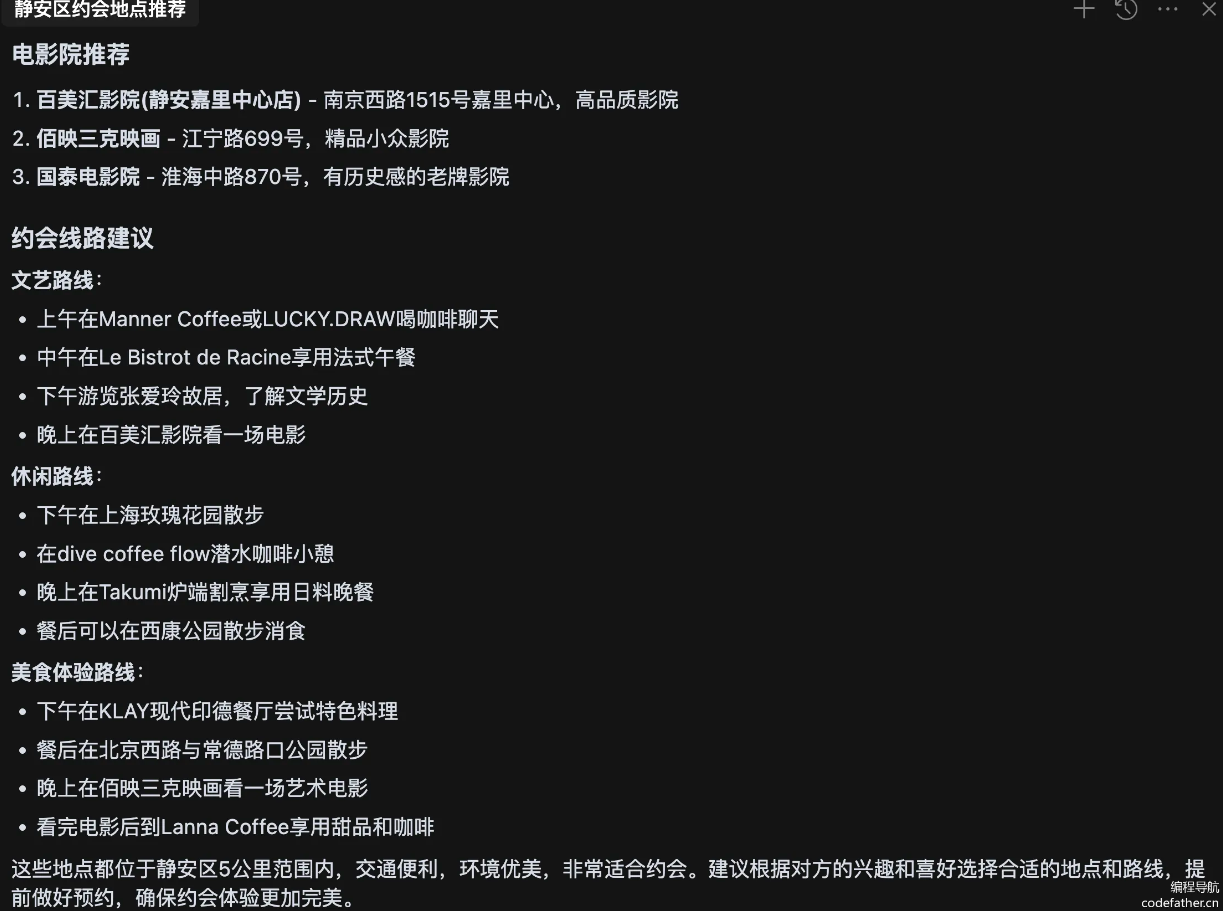 静安区约会地点推荐
电影院推荐
1. 百美汇影院(静安嘉里中心店) - 南京西路1515号嘉里中心，高品质影院
2. 佰映三克映画 - 江宁路699号，精品小众影院
3. 国泰电影院 - 淮海中路870号，有历史感的老牌影院
约会线路建议
文艺路线：
• 上午在Manner Coffee或LUCKY.DRAW喝咖啡聊天
• 中午在Le Bistrot de Racine享用法式午餐
• 下午游览张爱玲故居，了解文学历史
• 晚上在百美汇影院看一场电影
休闲路线：
• 下午在上海玫瑰花园散步
• 在dive coffee flow潜水咖啡小憩
• 晚上在Takumi炉端割烹享用日料晚餐
• 餐后可以在西康公园散步消食
美食体验路线：
• 下午在KLAY现代印德餐厅尝试特色料理
• 餐后在北京西路与常德路口公园散步
• 晚上在佰映三克映画看一场艺术电影
• 看完电影后到Lanna Coffee享用甜品和咖啡
这些地点都位于静安区5公里范围内，交通便利，环境优美，非常适合约会。建议根据对方的兴趣和喜好选择合适的地点和路线，提
前做好预约，确保约会体验更加完美。
编程导航
codefather.cn